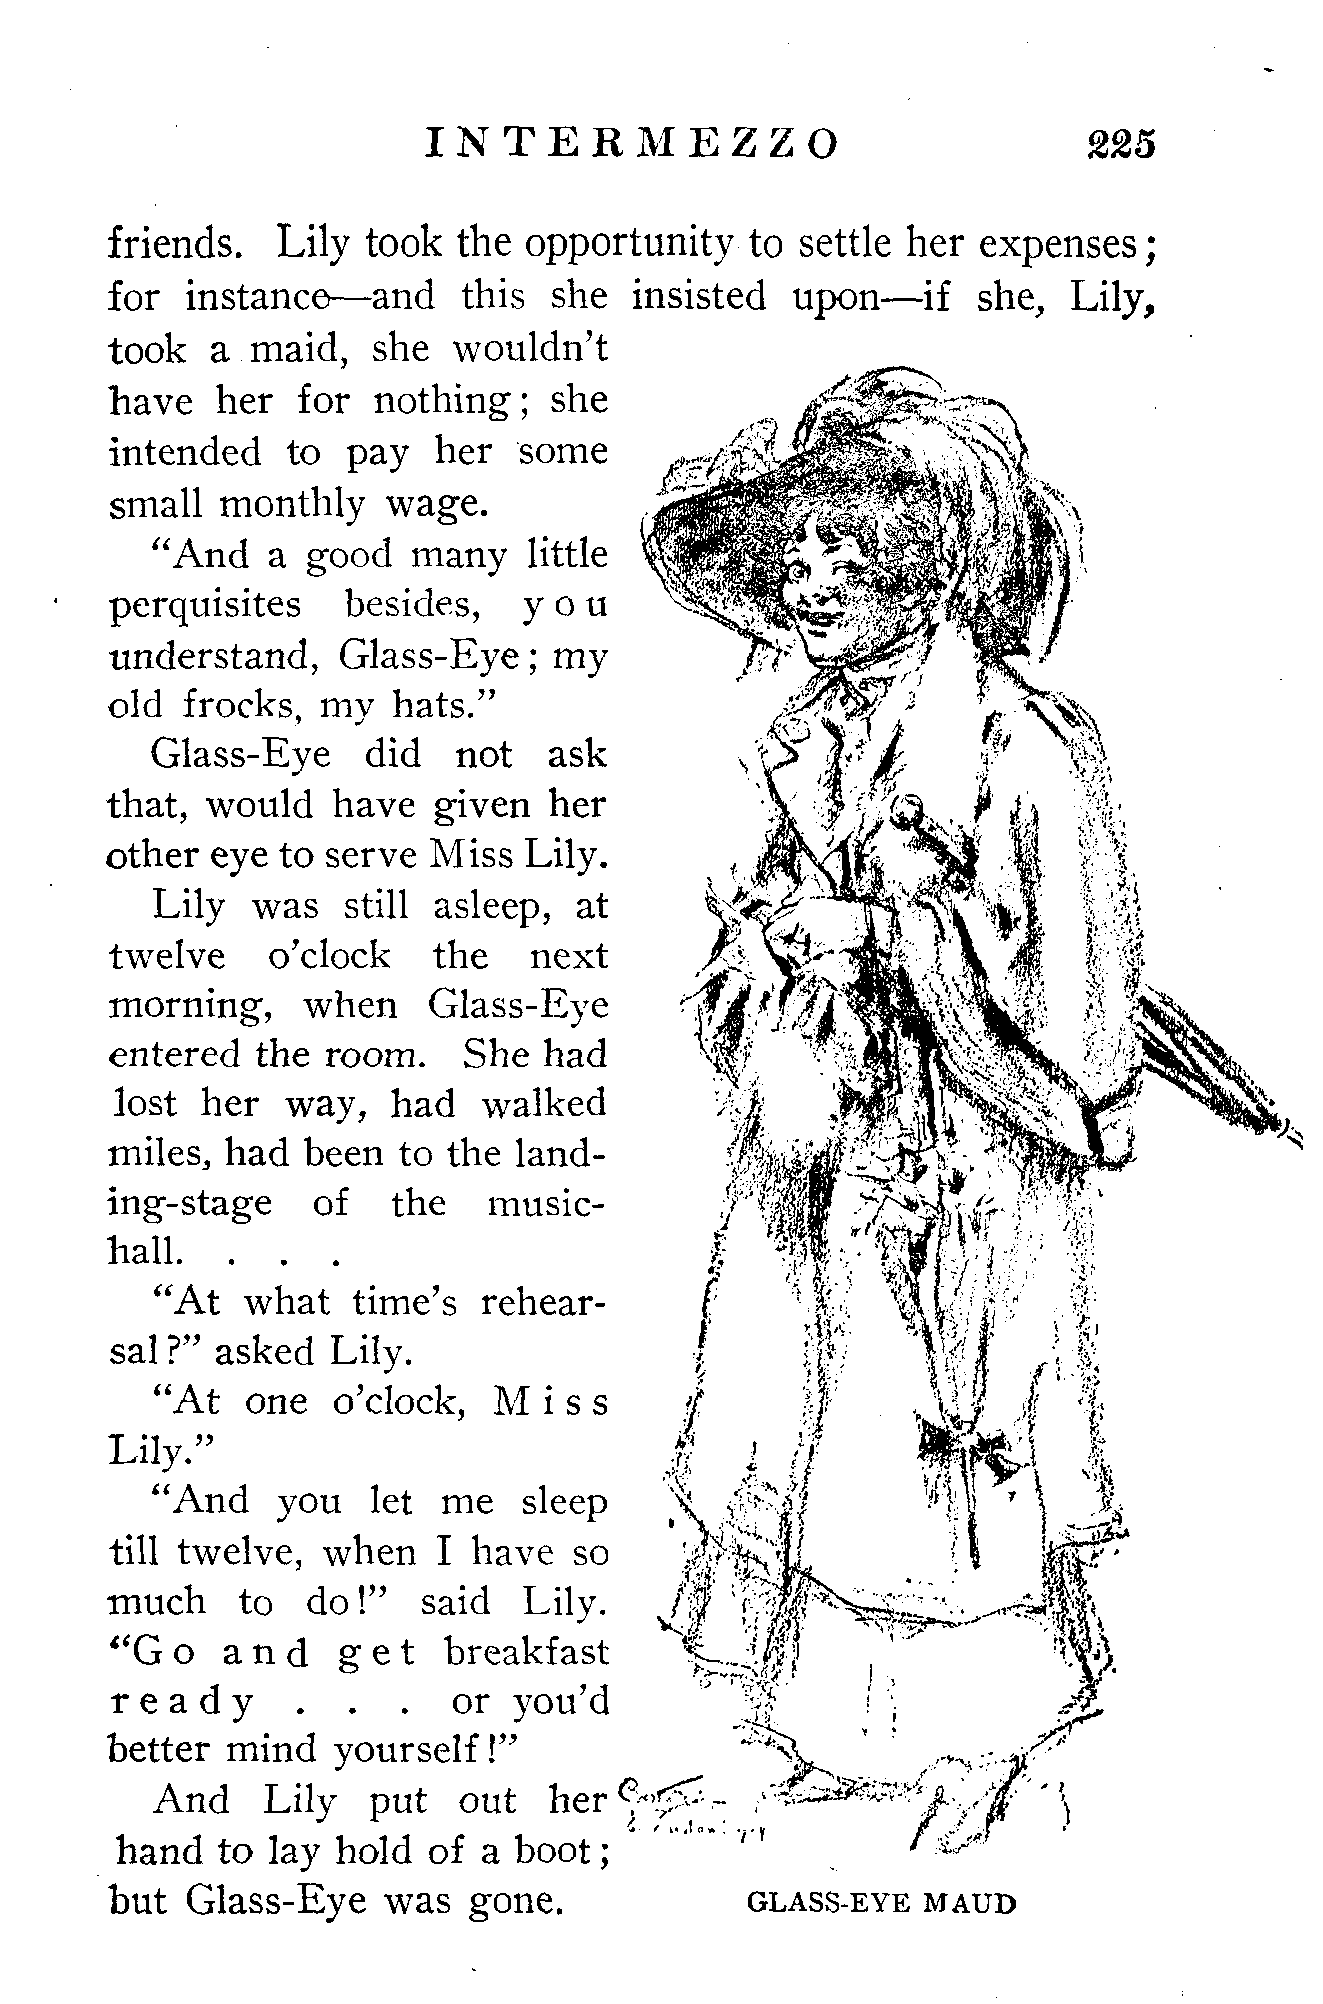 INTERMEZZO 225
friends. Lily took the opportunity to settle her expenses;
for instance—and this she insisted upon—if she, Lily,
took a maid, she wouldn't
have her for nothing; she
intended to pay her some
small monthly wage.
"And a good many little
perquisites besides, you
understand, Glass-Eye; my
old frocks, my hats."
Glass-Eye did not ask
that, would have given her
other eye to serve Miss Lily.
Lily was still asleep, at
twelve o'clock the next
morning, when Glass-Eye
entered the room. She had
lost her way, had walked
miles, had been to the land-
ing-stage of the music-
hall. . . .
"At what time's rehear-
sal?" asked Lily.
"At one o'clock, Miss
Lily."
"And you let me sleep
till twelve, when I have so
much to do!" said Lily.
"Go and get breakfast
ready . . . or you'd
better mind yourself!"
And Lily put out her
hand to lay hold of a boot;
but Glass-Eye was gone.
GLASS-EYE MAUD